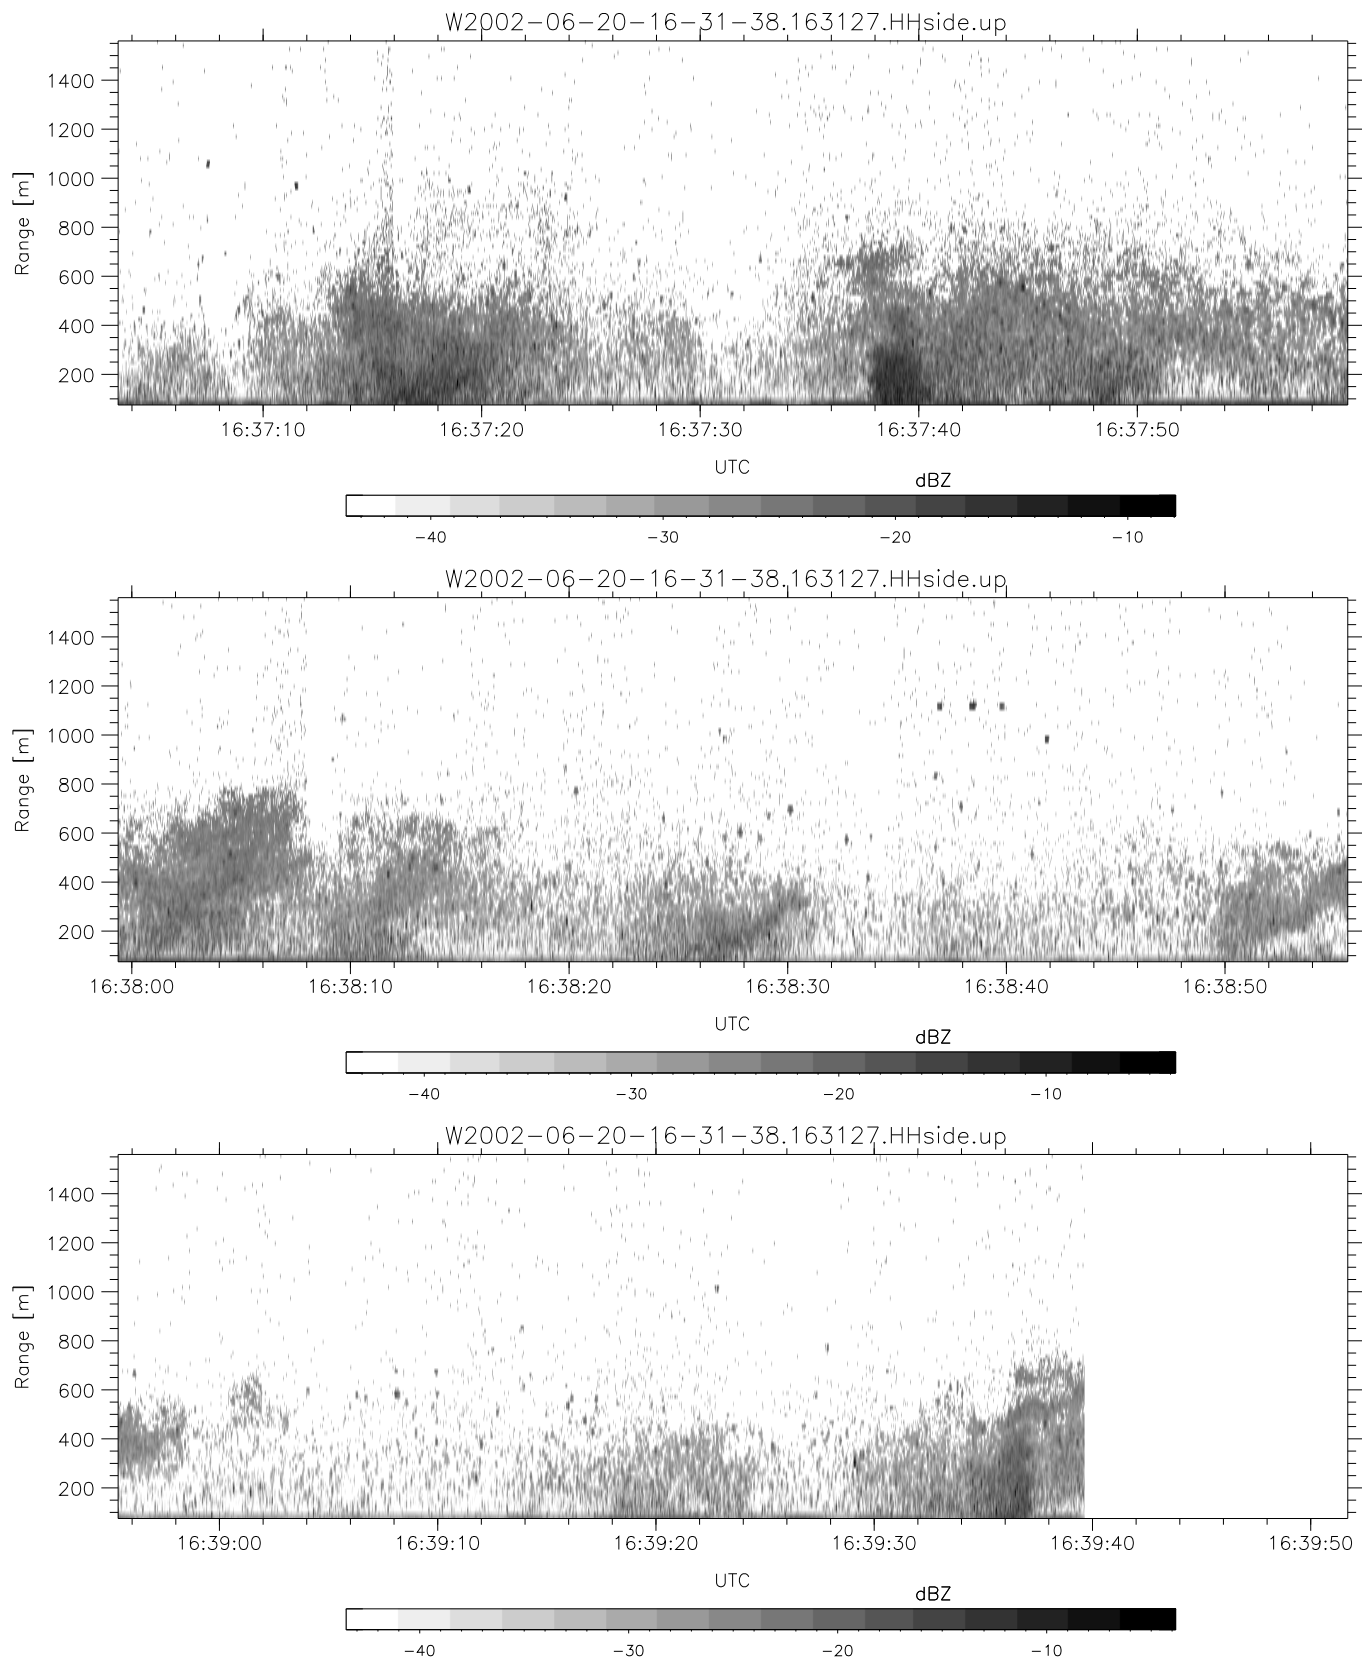 W2002-06-20-16-31-38.163127.HHside.up
1400
1200
1000
800
600
400
200
Range [m]
16:37:10 16:37:20 16:37:30 16:37:40 16:37:50
UTC
dBZ
-40 -30 -20 -10
W2002-06-20-16-31-38.163127.HHside.up
1400
1200
1000
800
600
400
200
Range [m]
16:38:00 16:38:10 16:38:20 16:38:30 16:38:40 16:38:50
UTC
dBZ
-40 -30 -20 -10
W2002-06-20-16-31-38.163127.HHside.up
1400
1200
1000
800
600
400
200
Range [m]
16:39:00 16:39:10 16:39:20 16:39:30 16:39:40 16:39:50
UTC
dBZ
-40 -30 -20 -10